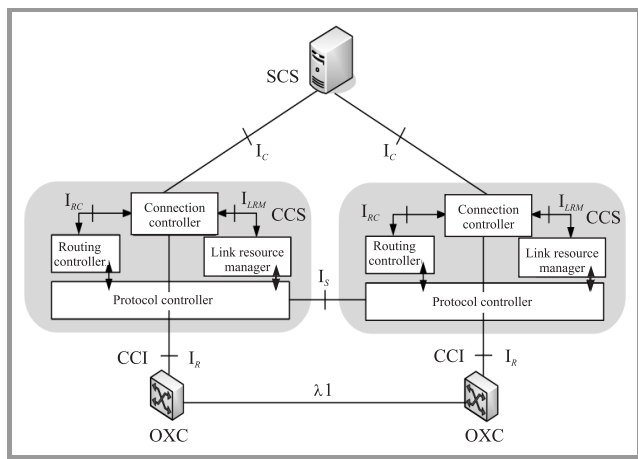 SCS
I_C
I_C
I_RC
Connection controller
I_LRM
CCS
Routing controller
Link resource manager
Protocol controller
I_S
I_RC
Connection controller
I_LRM
CCS
Routing controller
Link resource manager
Protocol controller
CCI
I_R
CCI
I_R
λ1
OXC
OXC